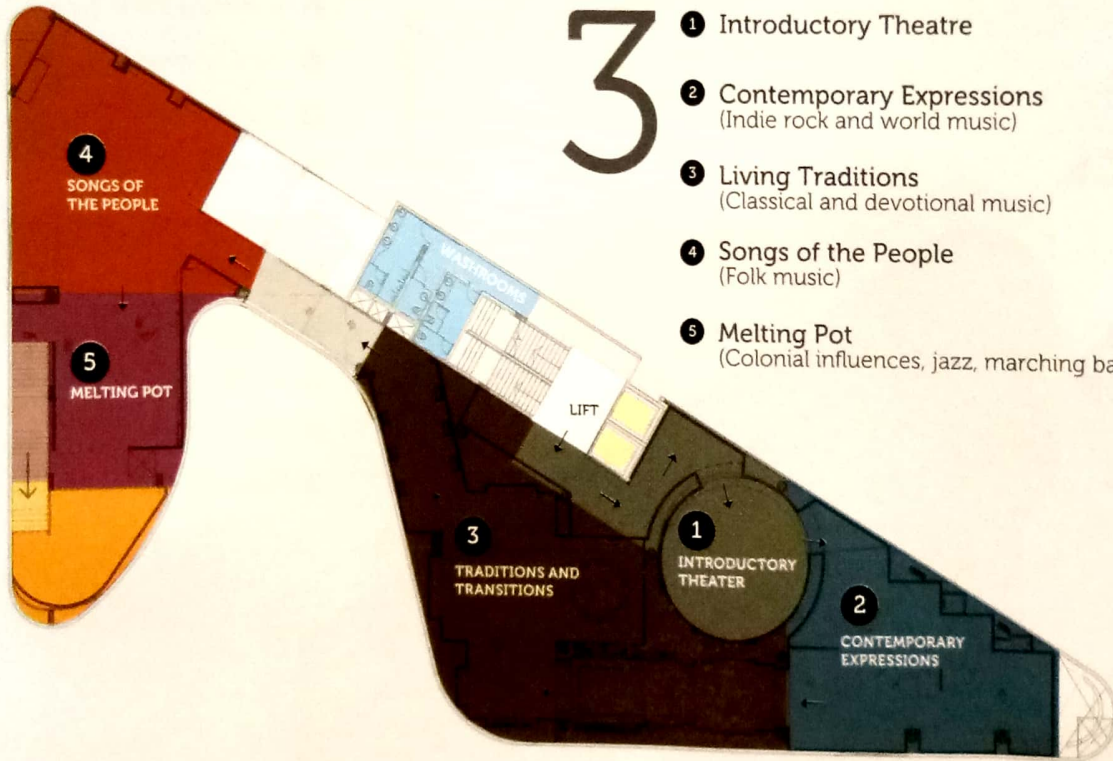 3
1 Introductory Theatre
2 Contemporary Expressions
(Indie rock and world music)
3 Living Traditions
(Classical and devotional music)
4 Songs of the People
(Folk music)
5 Melting Pot
(Colonial influences, jazz, marching
4
SONGS OF
THE PEOPLE
WASHROOMS
5
MELTING POT
LIFT
3
TRADITIONS AND
TRANSITIONS
1
INTRODUCTORY
THEATER
2
CONTEMPORARY
EXPRESSIONS